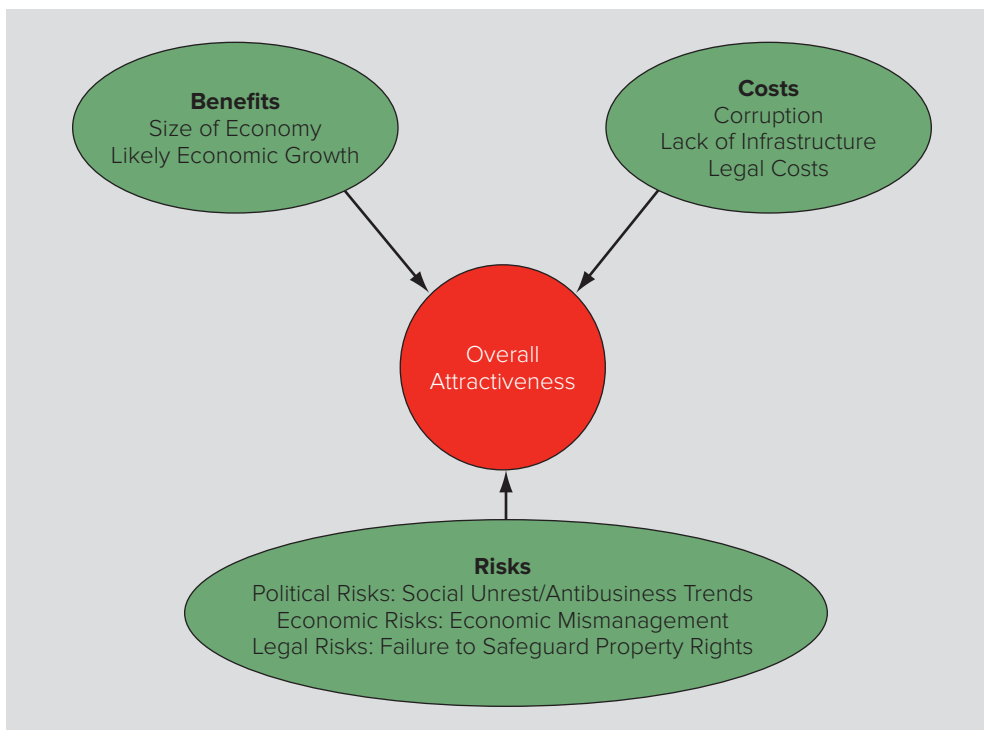 Benefits
Size of Economy
Likely Economic Growth
Costs
Corruption
Lack of Infrastructure
Legal Costs
Overall
Attractiveness
Risks
Political Risks: Social Unrest/Antibusiness Trends
Economic Risks: Economic Mismanagement
Legal Risks: Failure to Safeguard Property Rights